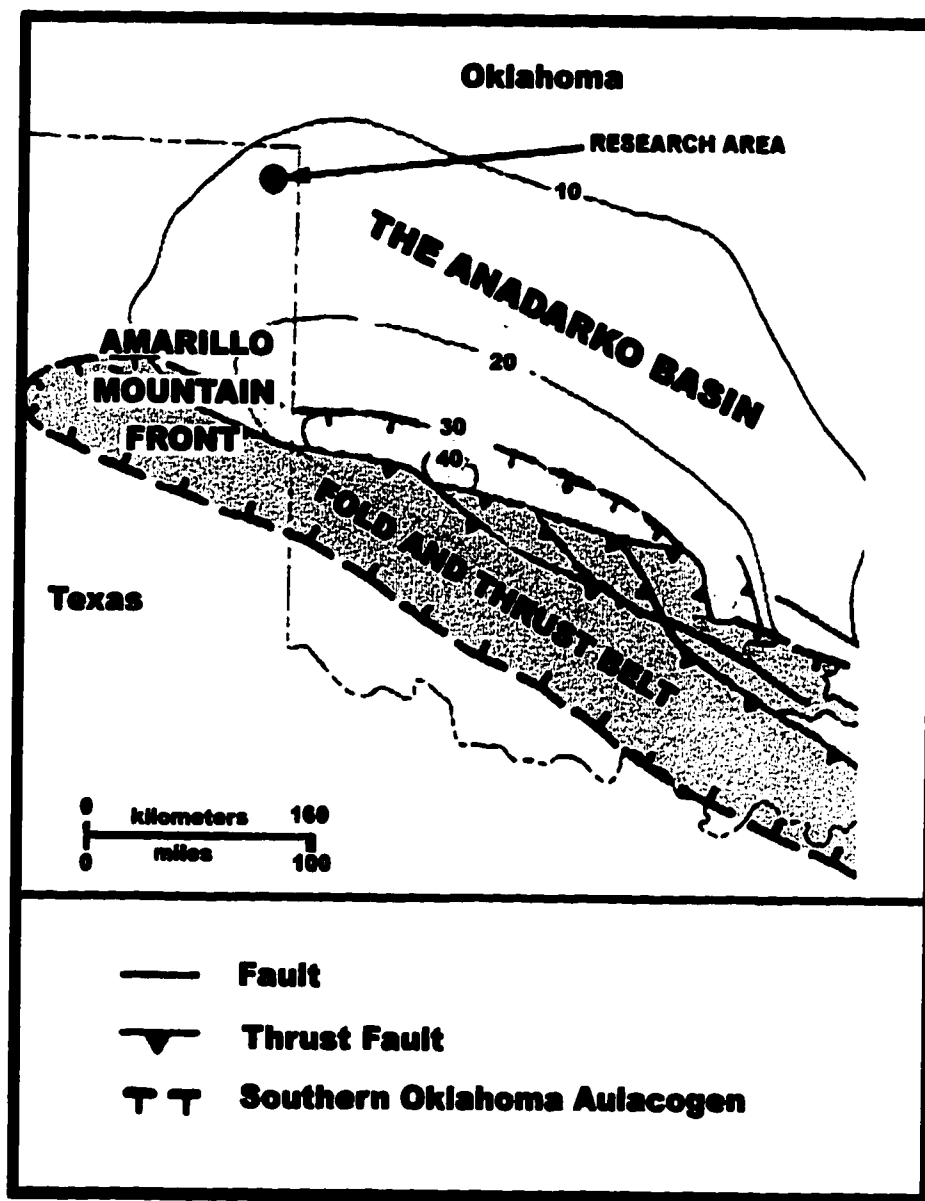 Oklahoma
RESEARCH AREA
10
THE ANADARKO BASIN
AMARILLO
MOUNTAIN
FRONT
20
30
40
FOLD AND THRUST BELT
Texas
0 kilometers 160
0 miles 100
Fault
Thrust Fault
Southern Oklahoma Aulacogen